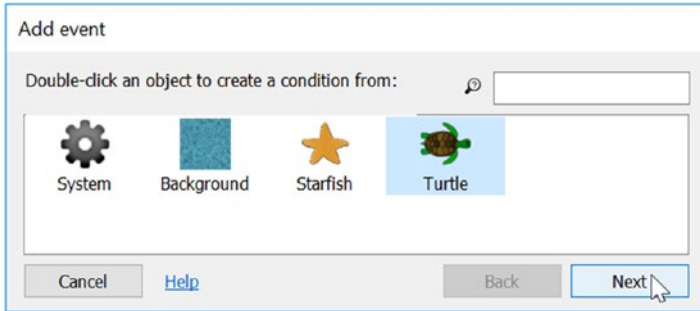 Add event
Double-click an object to create a condition from:
System Background Starfish Turtle
Cancel Help Back Next